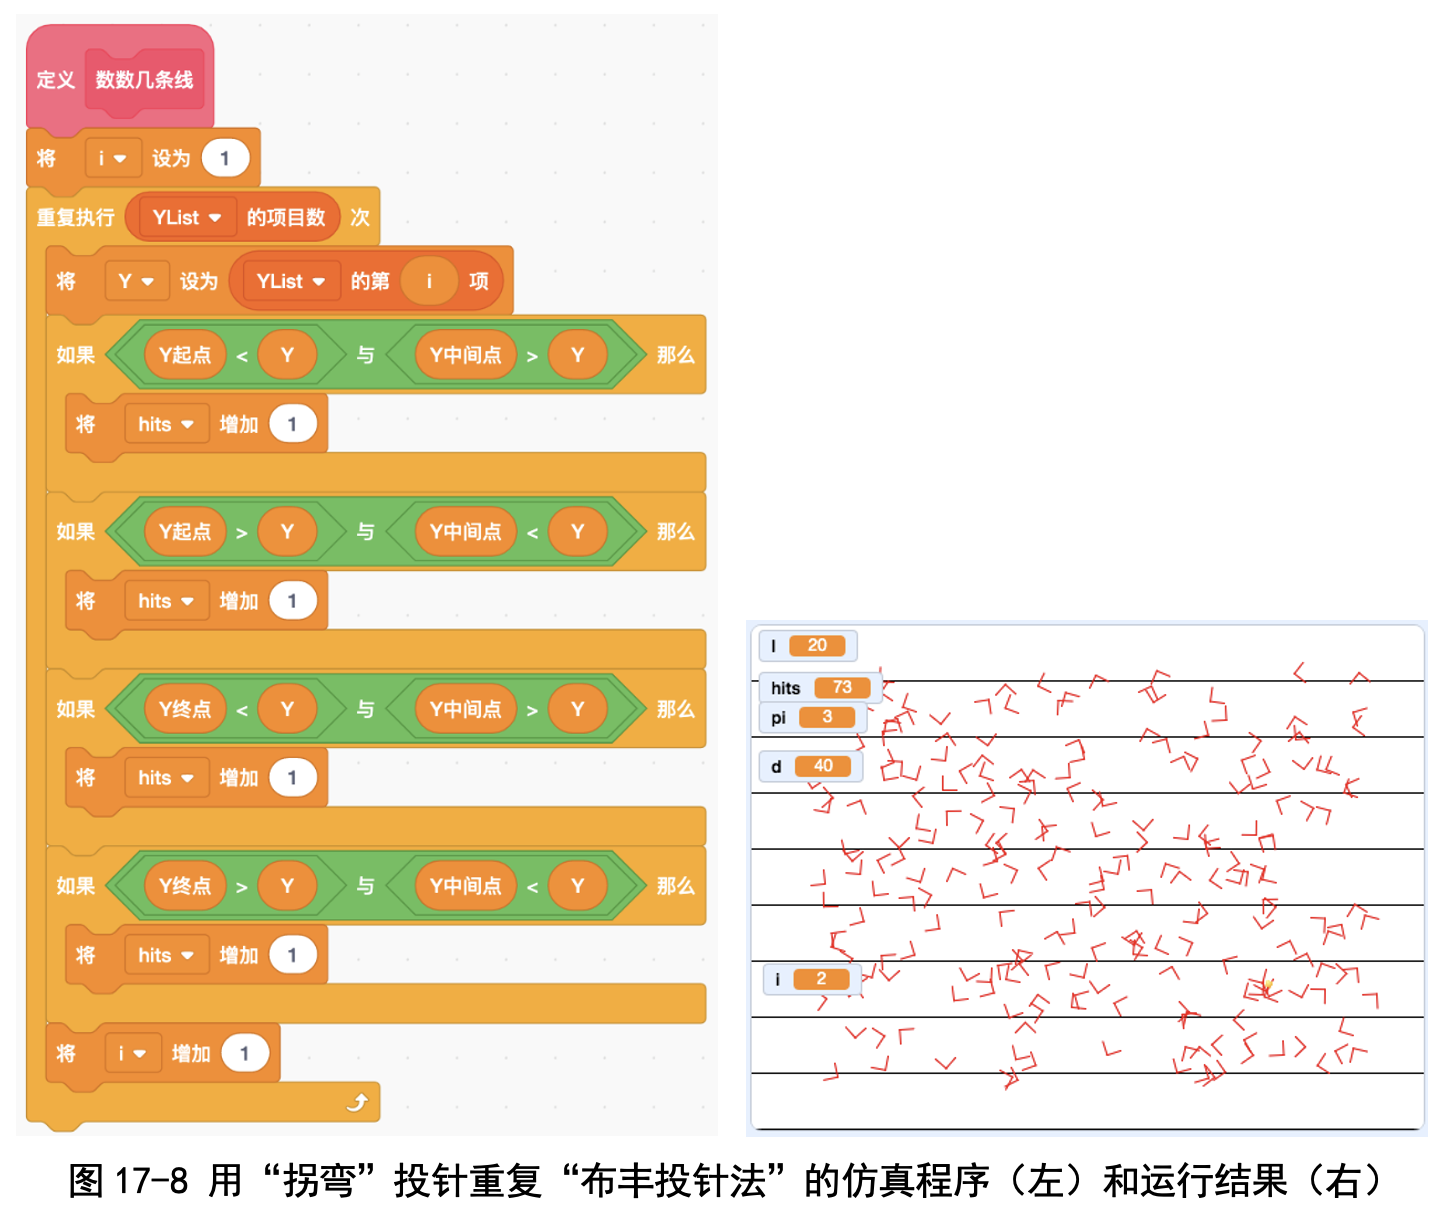 定义 数数几条线
将 i 设为 1
重复执行 YList 的项目数 次
将 Y 设为 YList 的第 i 项
如果 Y起点 < Y 与 Y中间点 > Y 那么
将 hits 增加 1
如果 Y起点 > Y 与 Y中间点 < Y 那么
将 hits 增加 1
如果 Y终点 < Y 与 Y中间点 > Y 那么
将 hits 增加 1
如果 Y终点 > Y 与 Y中间点 < Y 那么
将 hits 增加 1
将 i 增加 1
l 20
hits 73
pi 3
d 40
i 2
图 17-8 用“拐弯”投针重复“布丰投针法”的仿真程序（左）和运行结果（右）